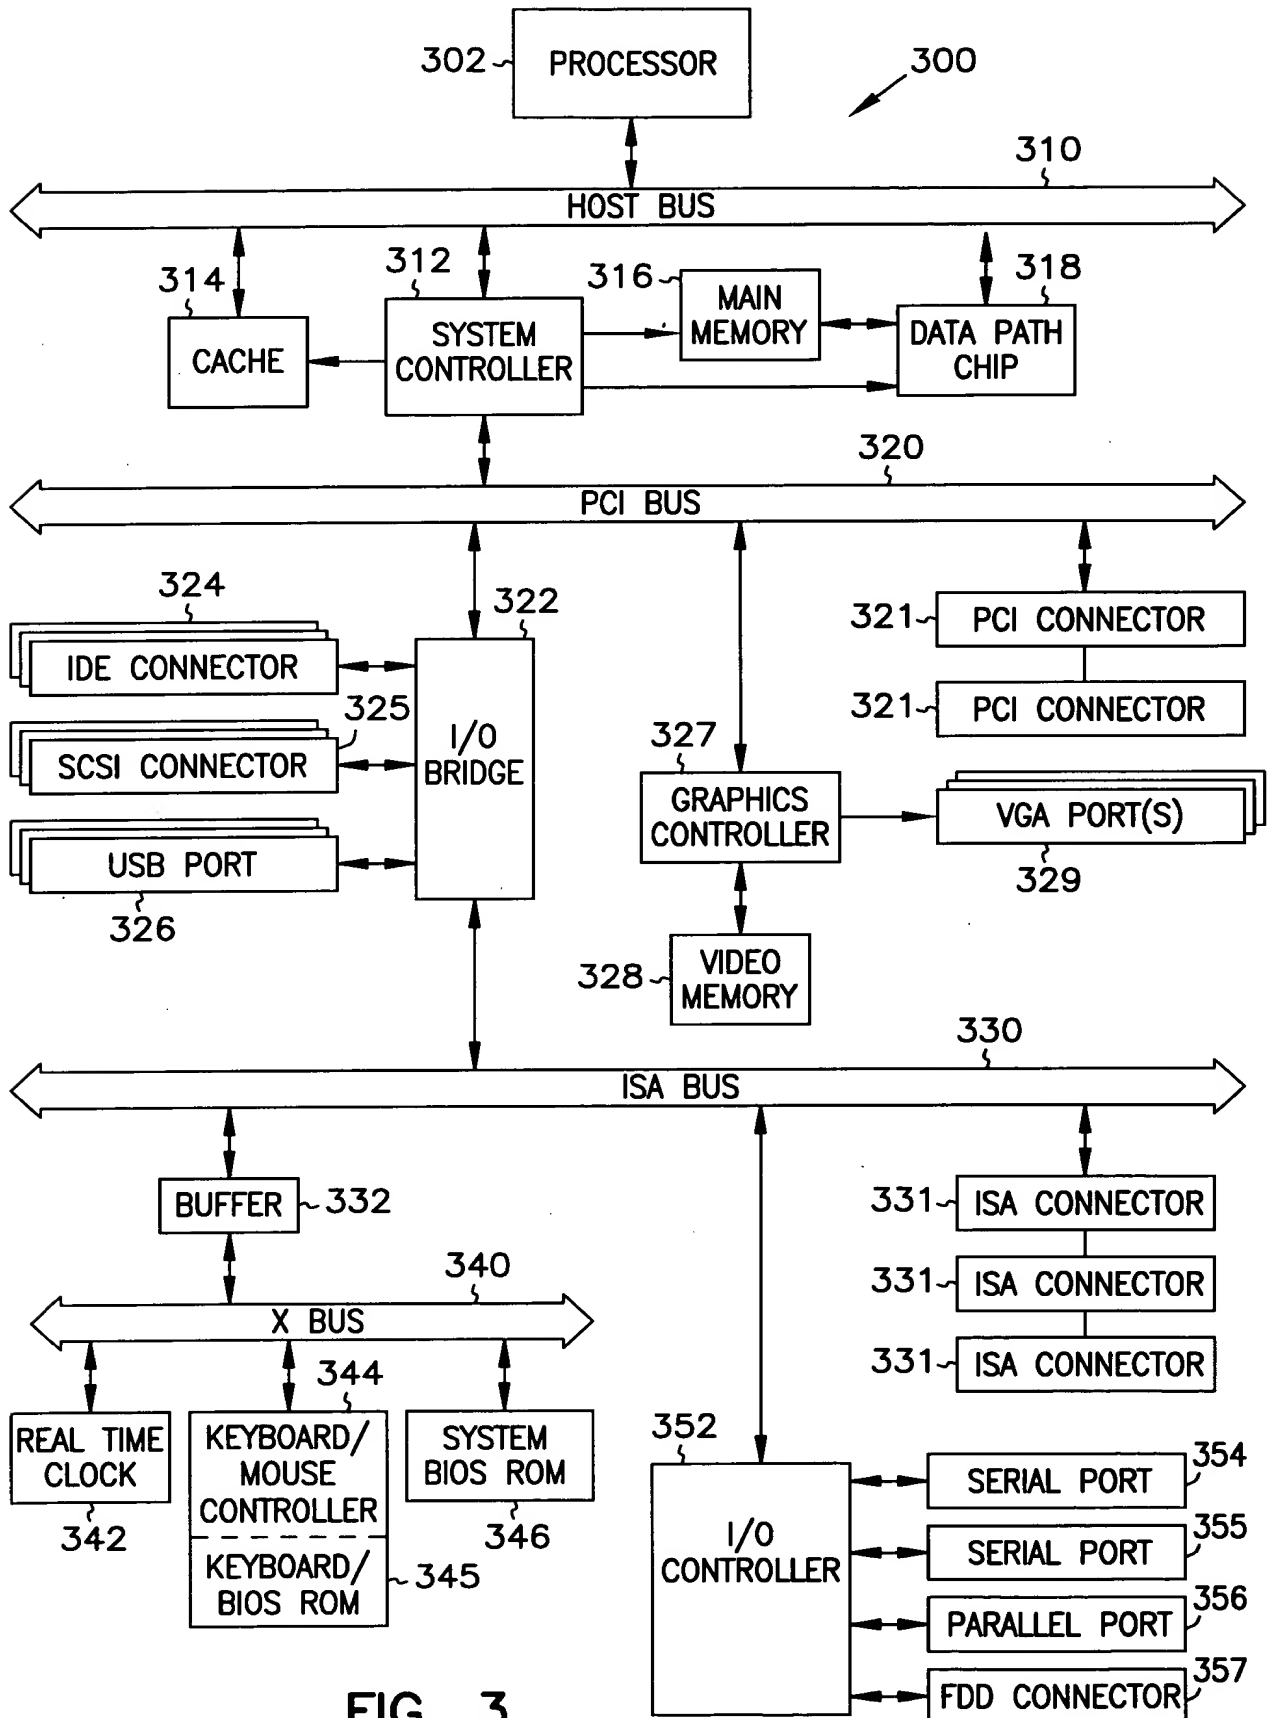 302
PROCESSOR
300
310
HOST BUS
314
312
316
318
CACHE
SYSTEM
CONTROLLER
MAIN
MEMORY
DATA PATH
CHIP
320
PCI BUS
324
IDE CONNECTOR
322
325
SCSI CONNECTOR
I/O
BRIDGE
USB PORT
326
321
PCI CONNECTOR
321
PCI CONNECTOR
327
GRAPHICS
CONTROLLER
VGA PORT(S)
329
328
VIDEO
MEMORY
330
ISA BUS
BUFFER
332
331
ISA CONNECTOR
331
ISA CONNECTOR
331
ISA CONNECTOR
340
X BUS
344
REAL TIME
CLOCK
342
KEYBOARD/
MOUSE
CONTROLLER
KEYBOARD/
BIOS ROM
345
SYSTEM
BIOS ROM
346
352
I/O
CONTROLLER
SERIAL PORT
354
SERIAL PORT
355
PARALLEL PORT
356
FDD CONNECTOR
357
FIG. 3